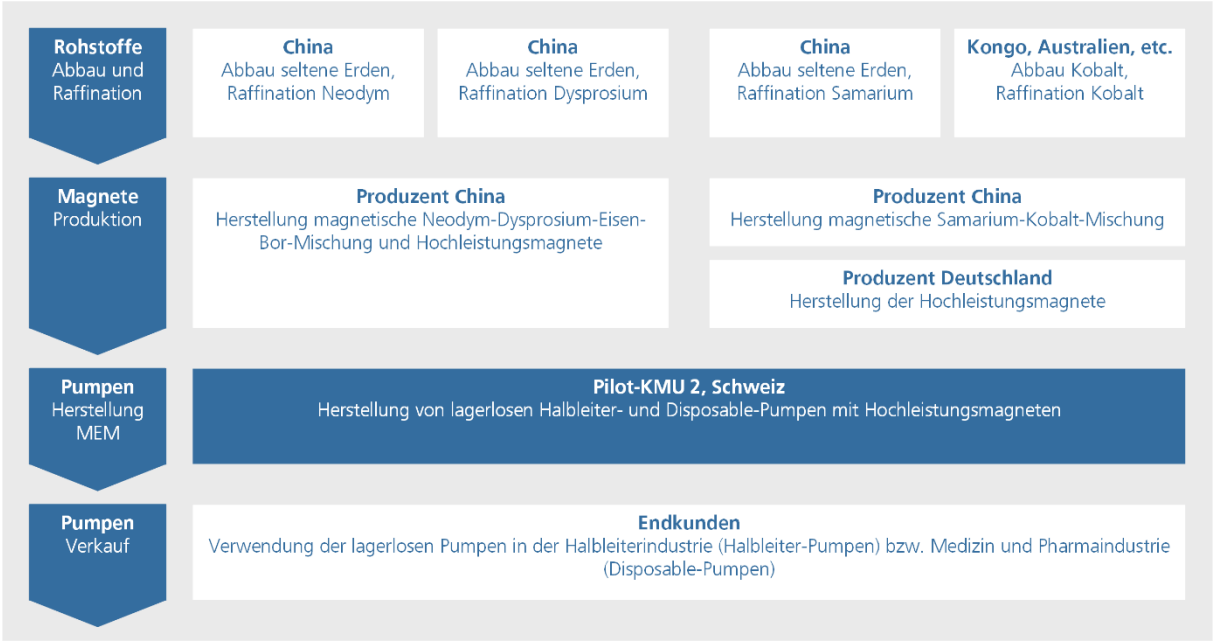 Rohstoffe
Abbau und
Raffination
China
Abbau seltene Erden,
Raffination Neodym
China
Abbau seltene Erden,
Raffination Dysprosium
China
Abbau seltene Erden,
Raffination Samarium
Kongo, Australien, etc.
Abbau Kobalt,
Raffination Kobalt
Magnete
Produktion
Produzent China
Herstellung magnetische Neodym-Dysprosium-Eisen-
Bor-Mischung und Hochleistungsmagnete
Produzent China
Herstellung magnetische Samarium-Kobalt-Mischung
Produzent Deutschland
Herstellung der Hochleistungsmagnete
Pumpen
Herstellung
MEM
Pilot-KMU 2, Schweiz
Herstellung von lagerlosen Halbleiter- und Disposable-Pumpen mit Hochleistungsmagneten
Pumpen
Verkauf
Endkunden
Verwendung der lagerlosen Pumpen in der Halbleiterindustrie (Halbleiter-Pumpen) bzw. Medizin und Pharmaindustrie
(Disposable-Pumpen)